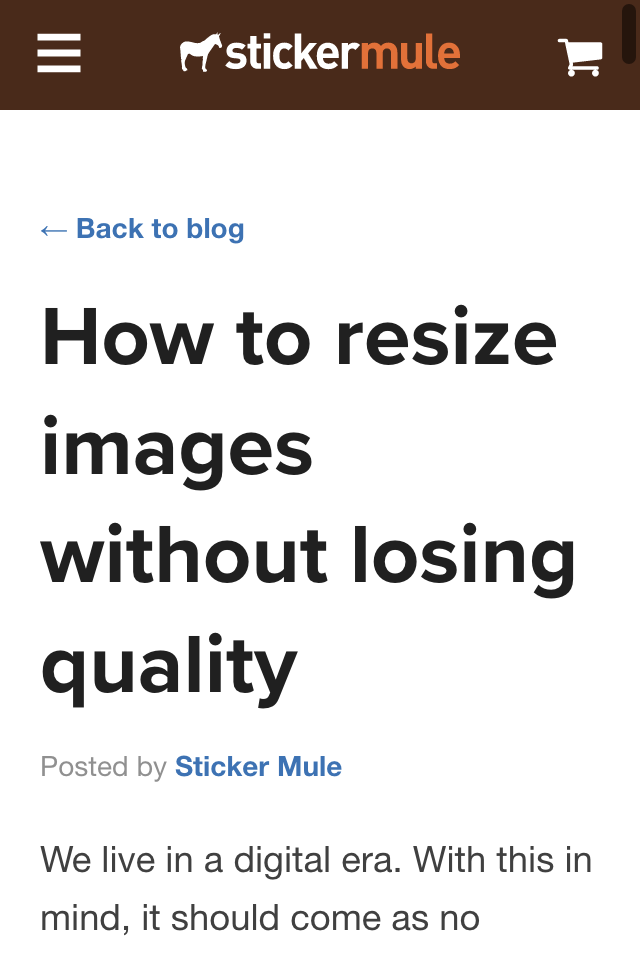 stickermule
← Back to blog
How to resize
images
without losing
quality
Posted by Sticker Mule
We live in a digital era. With this in
mind, it should come as no